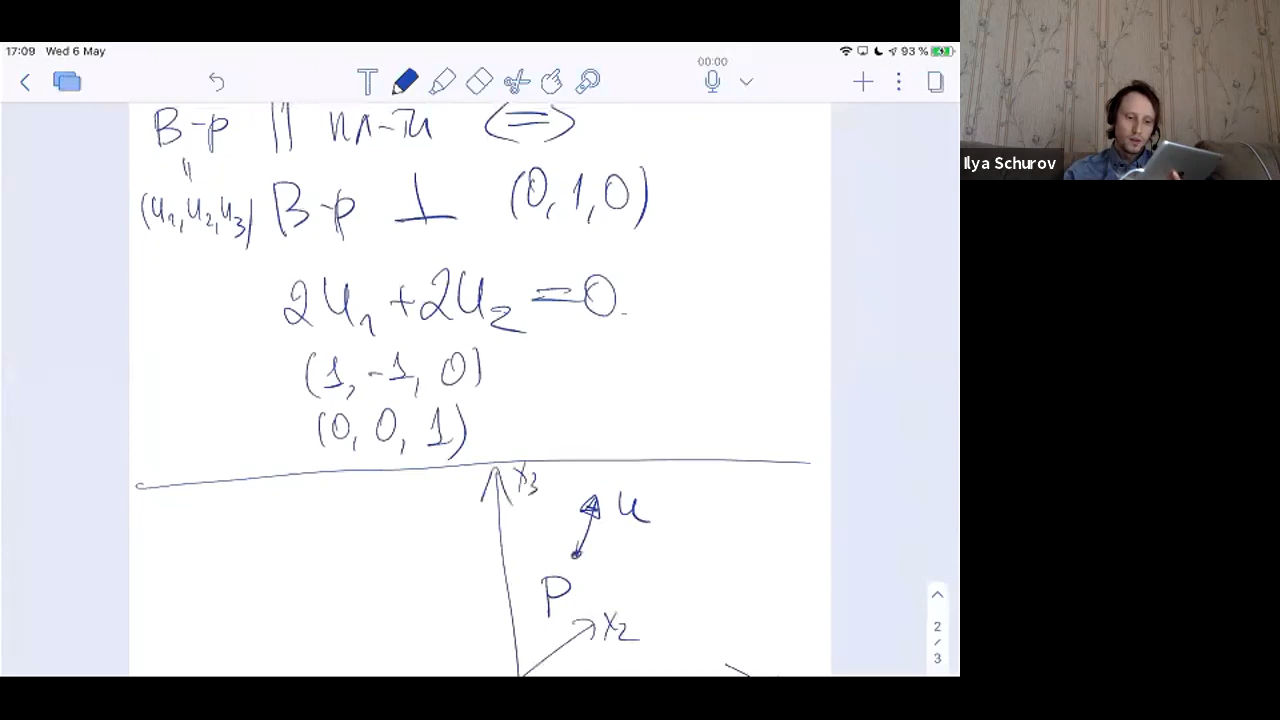 17:09 Wed 6 May
93 %
00:00
T
В-р || пл-ти <=>
"
(u1, u2, u3) В-р ⊥ (0, 1, 0)
2u1 + 2u2 = 0.
(1, -1, 0)
(0, 0, 1)
x3
u
P
x2
2
/
3
Ilya Schurov